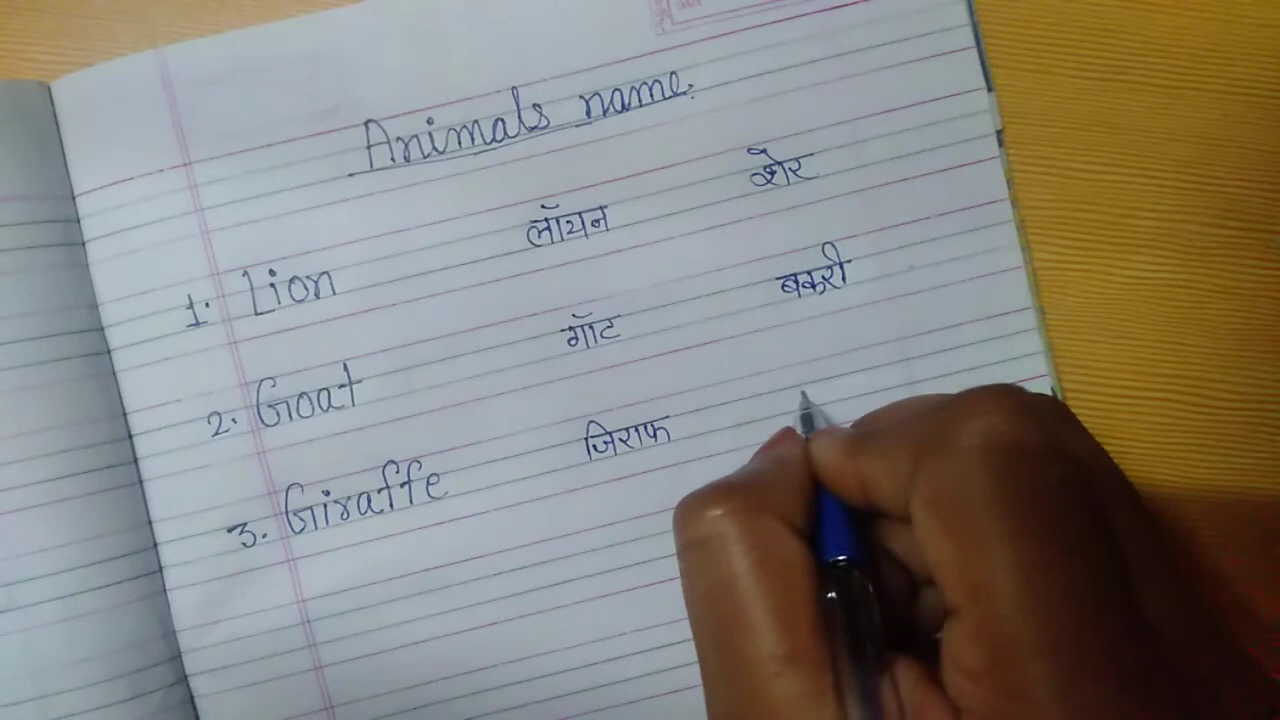 Animals name.
1. Lion लॉयन शेर
2. Goat गॉट बकरी
3. Giraffe जिराफ